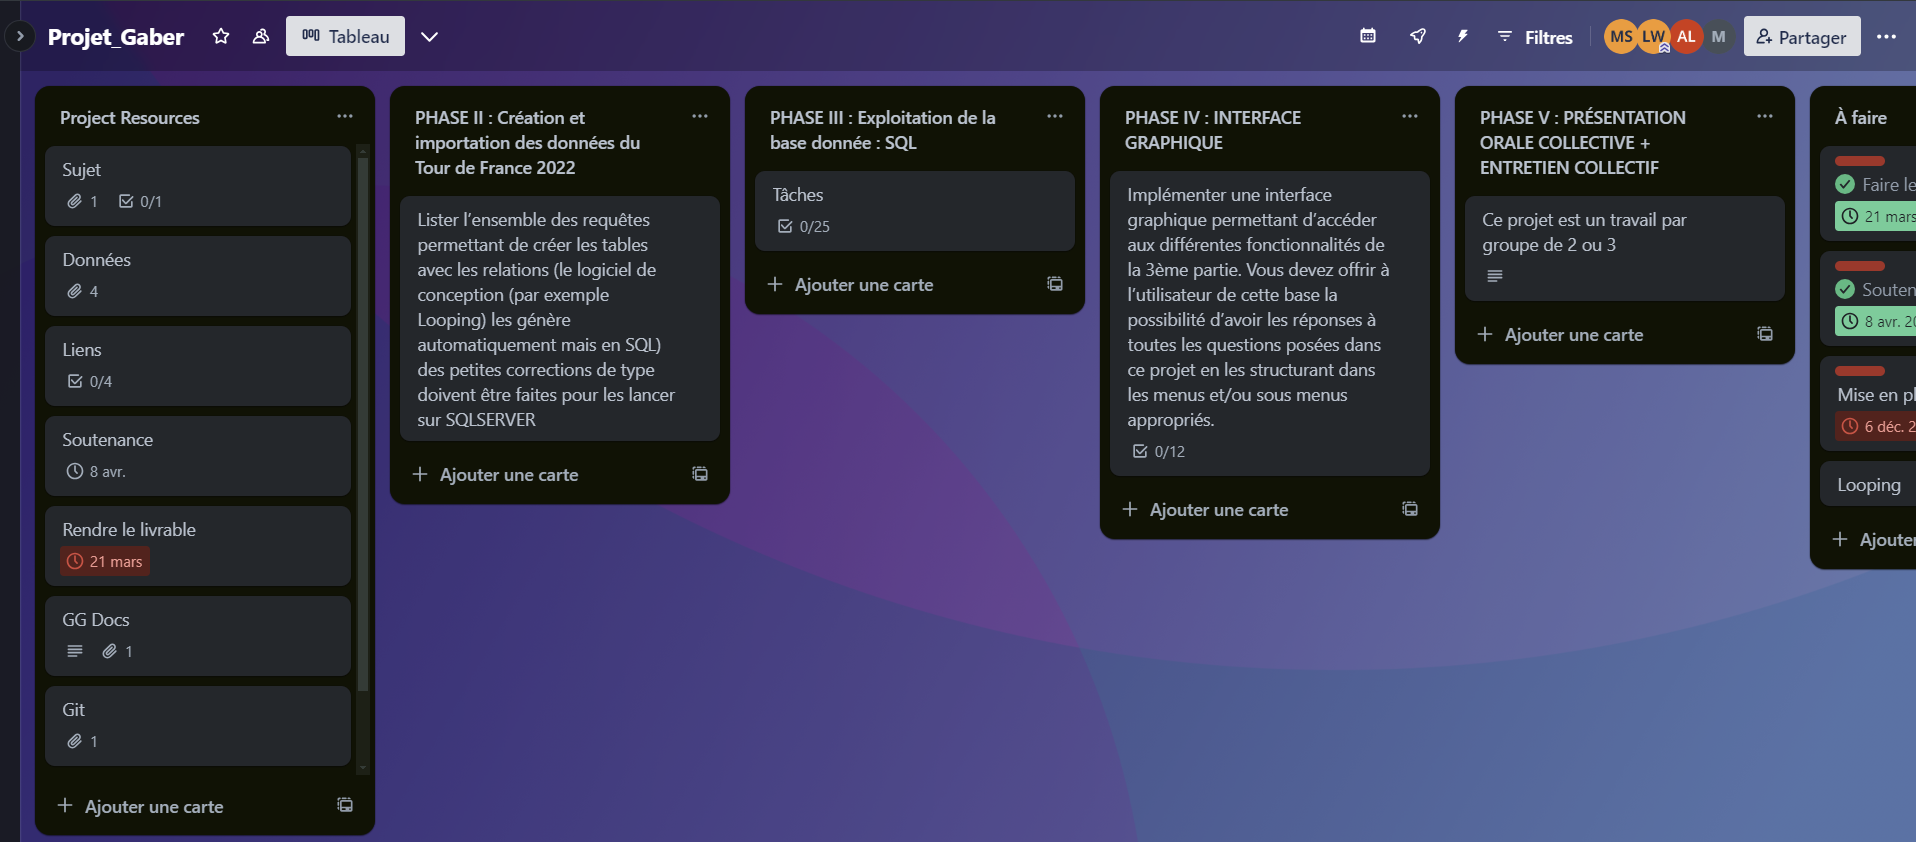 Projet_Gaber
Tableau
Filtres
MS
LW
AL
M
Partager
Project Resources
Sujet
1
0/1
Données
4
Liens
0/4
Soutenance
8 avr.
Rendre le livrable
21 mars
GG Docs
1
Git
1
Ajouter une carte
PHASE II : Création et
importation des données du
Tour de France 2022
Lister l’ensemble des requêtes
permettant de créer les tables
avec les relations (le logiciel de
conception (par exemple
Looping) les génère
automatiquement mais en SQL)
des petites corrections de type
doivent être faites pour les lancer
sur SQLSERVER
Ajouter une carte
PHASE III : Exploitation de la
base donnée : SQL
Tâches
0/25
Ajouter une carte
PHASE IV : INTERFACE
GRAPHIQUE
Implémenter une interface
graphique permettant d’accéder
aux différentes fonctionnalités de
la 3ème partie. Vous devez offrir à
l’utilisateur de cette base la
possibilité d’avoir les réponses à
toutes les questions posées dans
ce projet en les structurant dans
les menus et/ou sous menus
appropriés.
0/12
Ajouter une carte
PHASE V : PRÉSENTATION
ORALE COLLECTIVE +
ENTRETIEN COLLECTIF
Ce projet est un travail par
groupe de 2 ou 3
Ajouter une carte
À faire
Faire le
21 mars
Souten
8 avr. 20
Mise en pl
6 déc. 2
Looping
Ajouter